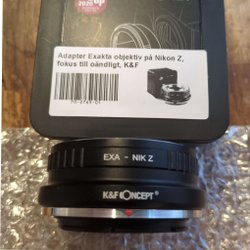 2020
Adapter Exakta objektiv på Nikon Z,
fokus till oändligt, K&F
EXA - NIK Z
K&F CONCEPT®